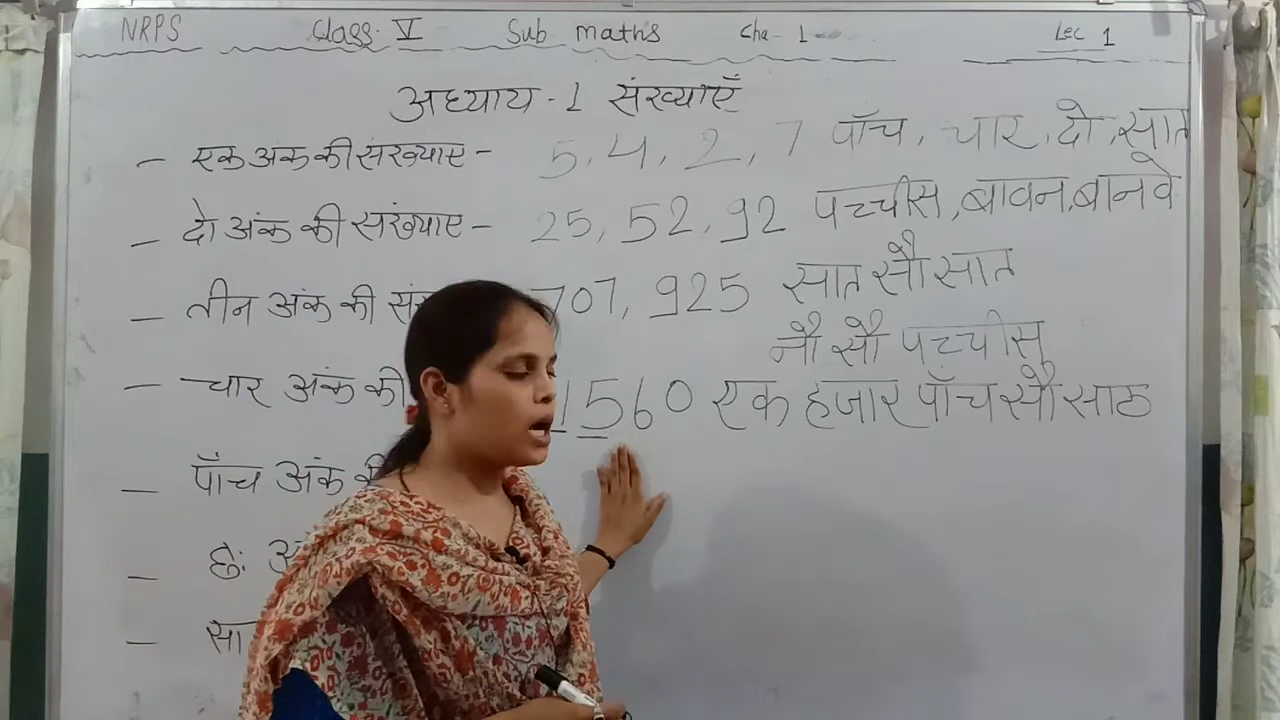 NRPS Class V Sub maths Cha - 1 Lec 1
अध्याय - 1 संख्याएँ
- एक अंक की संख्याए - 5, 4, 2, 7 पाँच, चार, दो, सात
- दो अंक की संख्याए - 25, 52, 92 पच्चीस, बावन, बानवे
- तीन अंक की 707, 925 सात सौ सात
नौ सौ पच्चीस
- चार अंक की 1560 एक हजार पाँच सौ साठ
- पाँच अंक की
- छः
-